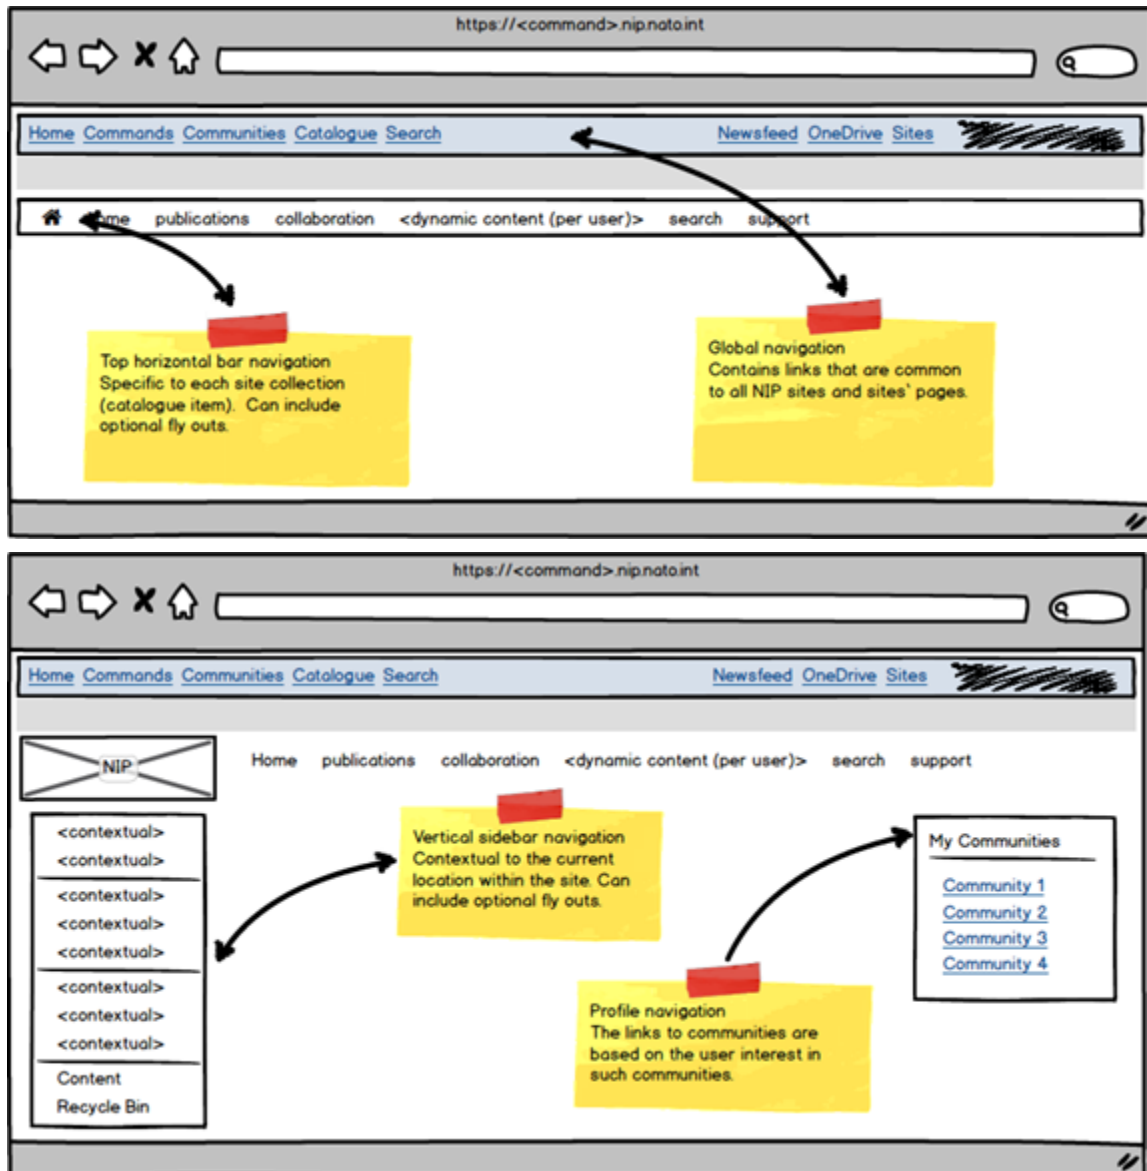 https://<command>.nip.nato.int
Home Commands Communities Catalogue Search Newsfeed OneDrive Sites
publications collaboration <dynamic content (per user)> search support
Top horizontal bar navigation
Specific to each site collection
(catalogue item). Can include
optional fly outs.
Global navigation
Contains links that are common
to all NIP sites and sites` pages.
https://<command>.nip.nato.int
Home Commands Communities Catalogue Search Newsfeed OneDrive Sites
NIP
Home publications collaboration <dynamic content (per user)> search support
<contextual>
<contextual>
<contextual>
<contextual>
<contextual>
<contextual>
<contextual>
<contextual>
Content
Recycle Bin
Vertical sidebar navigation
Contextual to the current
location within the site. Can
include optional fly outs.
My Communities
Community 1
Community 2
Community 3
Community 4
Profile navigation
The links to communities are
based on the user interest in
such communities.